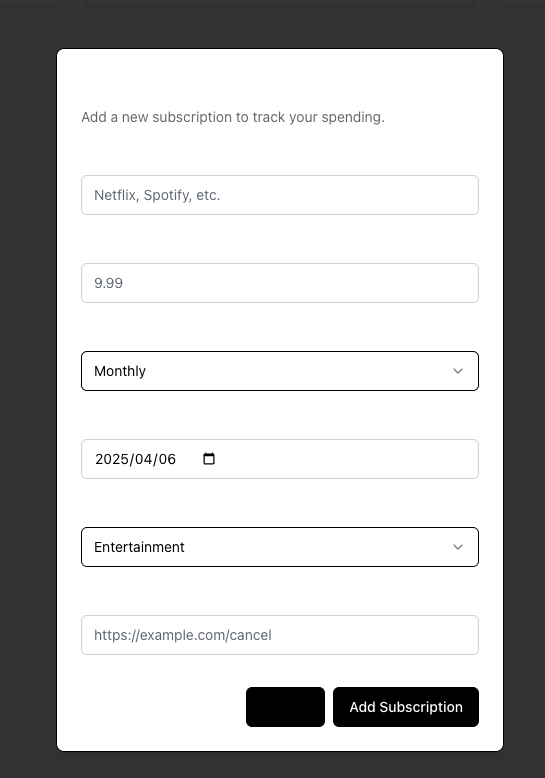 Add a new subscription to track your spending.
Netflix, Spotify, etc.
9.99
Monthly
2025/04/06
Entertainment
https://example.com/cancel
Add Subscription